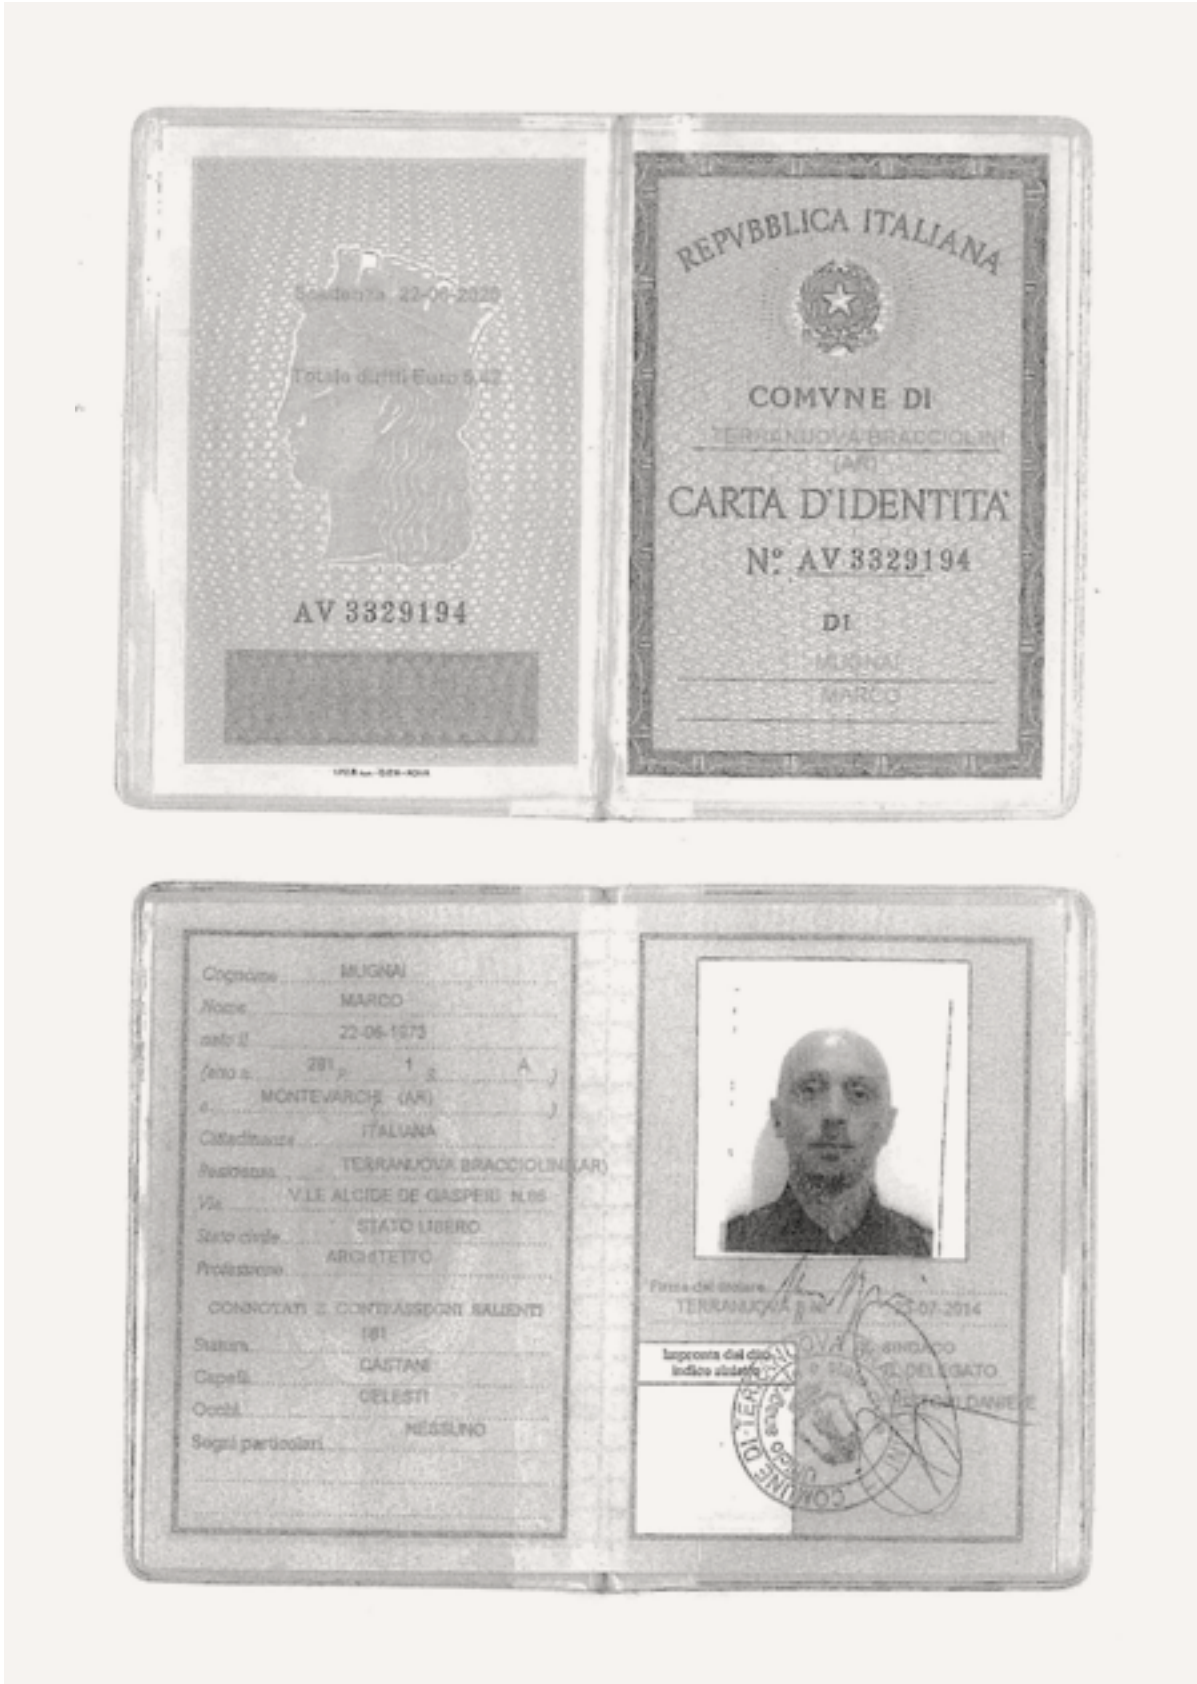 Scadenza 22-06-2025
Totale diritti Euro 5,42
AV 3329194
REPVBBLICA ITALIANA
COMVNE DI
TERRANUOVA BRACCIOLINI
(AR)
CARTA D'IDENTITA'
N° AV 3329194
DI
MUGNAI
MARCO
Cognome MUGNAI
Nome MARCO
nato il 22-06-1973
(atto n. 291 P. 1 S. A )
a MONTEVARCHI (AR) )
Cittadinanza ITALIANA
Residenza TERRANUOVA BRACCIOLINI (AR)
Via V.LE ALCIDE DE GASPERI N.
Stato civile STATO LIBERO
Professione ARCHITETTO
CONNOTATI E CONTRASSEGNI SALIENTI
Statura 181
Capelli CASTANI
Occhi CELESTI
Segni particolari NESSUNO
Firma del titolare
TERRANUOVA B.NI 23-07-2014
Impronta del dito
indice sinistro
IL SINDACO
IL DELEGATO
DANIELE
COMUNE DI TERRANUOVA